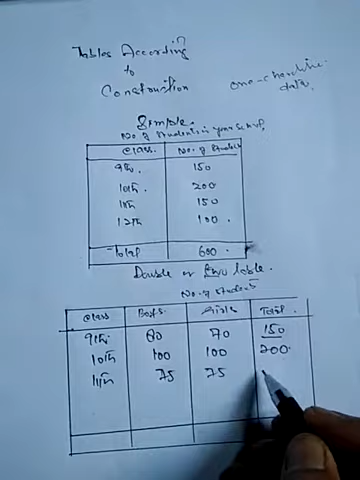 Tables According
to
Construction
one-
data.
Simple.
No. of students in your school,
Class. No. of students
9th. 150
10th. 200
11th 150
12th 100.
Total 600.
Double or two table.
No. of students
Class Boys Girls Total.
9th 80 70 150
10th 100 100 200.
11th 75 75